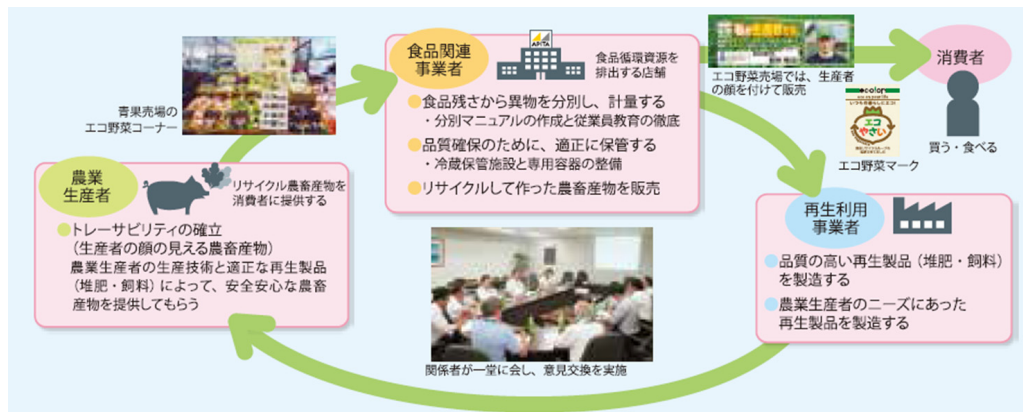 食品関連
事業者
APiTA
食品循環資源を
排出する店舗
●食品残さから異物を分別し、計量する
・分別マニュアルの作成と従業員教育の徹底
●品質確保のために、適正に保管する
・冷蔵保管施設と専用容器の整備
●リサイクルして作った農畜産物を販売
青果売場の
エコ野菜コーナー
エコ野菜売場では、生産者
の顔を付けて販売
ecolor
いつもの暮らしにエコを!
エコ
やさい
エコ野菜マーク
消費者
買う・食べる
農業
生産者
リサイクル農畜産物を
消費者に提供する
●トレーサビリティの確立
(生産者の顔の見える農畜産物)
農業生産者の生産技術と適正な再生製品
(堆肥・飼料)によって、安全安心な農畜
産物を提供してもらう
再生利用
事業者
●品質の高い再生製品(堆肥・飼料)
を製造する
●農業生産者のニーズにあった
再生製品を製造する
関係者が一堂に会し、意見交換を実施